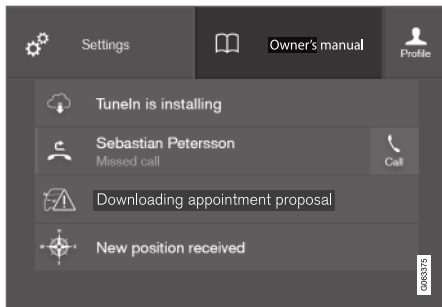 Settings
Owner's manual
Profile
TuneIn is installing
Sebastian Petersson
Missed call
Call
Downloading appointment proposal
New position received
G063375